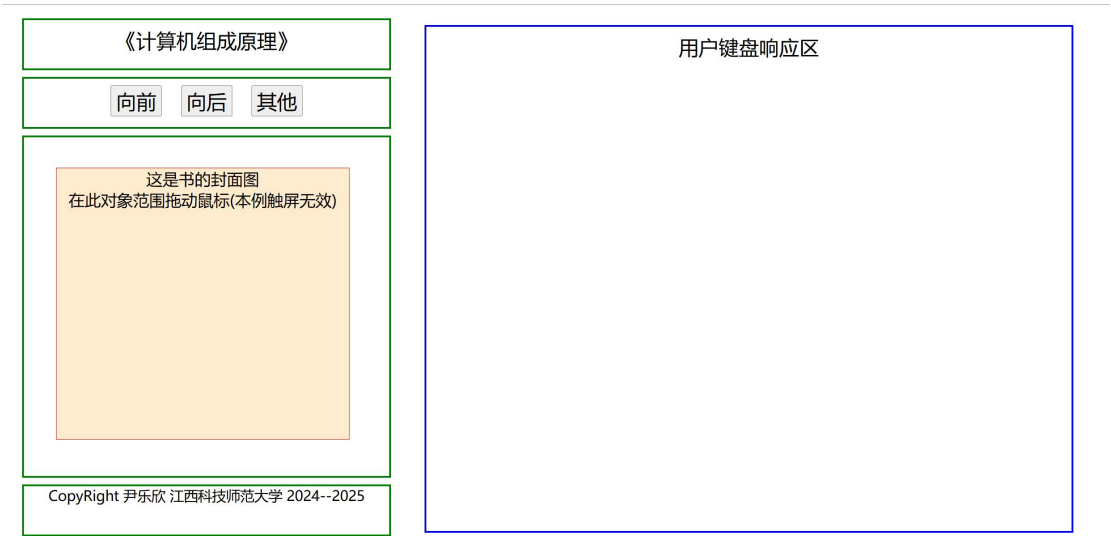 《计算机组成原理》
向前 向后 其他
这是书的封面图
在此对象范围拖动鼠标(本例触屏无效)
CopyRight 尹乐欣 江西科技师范大学 2024--2025
用户键盘响应区